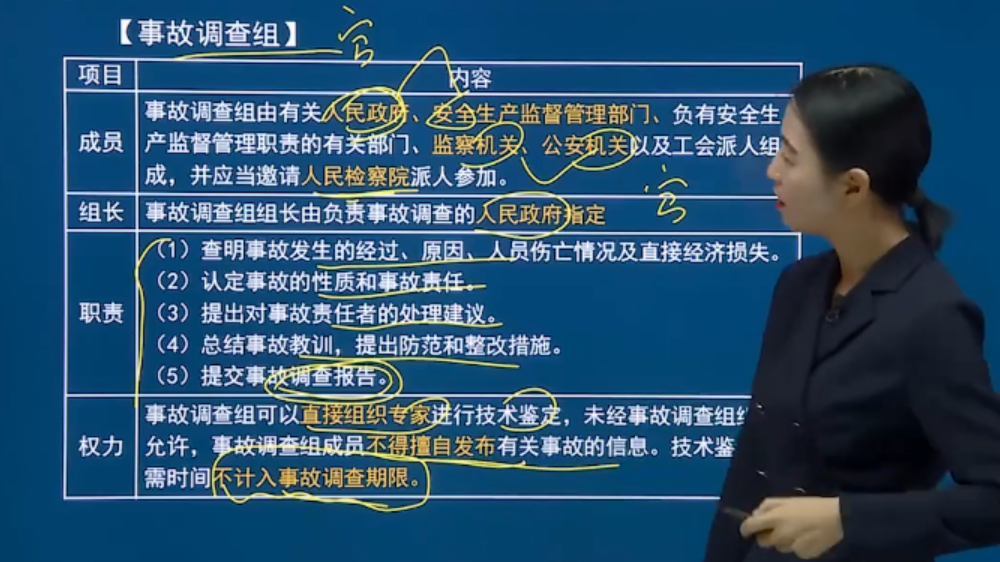 【事故调查组】
官
项目 内容
成员 事故调查组由有关人民政府、安全生产监督管理部门、负有安全生
产监督管理职责的有关部门、监察机关、公安机关以及工会派人组
成，并应当邀请人民检察院派人参加。
组长 事故调查组组长由负责事故调查的人民政府指定
官
职责 （1）查明事故发生的经过、原因、人员伤亡情况及直接经济损失。
（2）认定事故的性质和事故责任。
（3）提出对事故责任者的处理建议。
（4）总结事故教训，提出防范和整改措施。
（5）提交事故调查报告。
权力 事故调查组可以直接组织专家进行技术鉴定，未经事故调查组组
允许，事故调查组成员不得擅自发布有关事故的信息。技术鉴
需时间不计入事故调查期限。